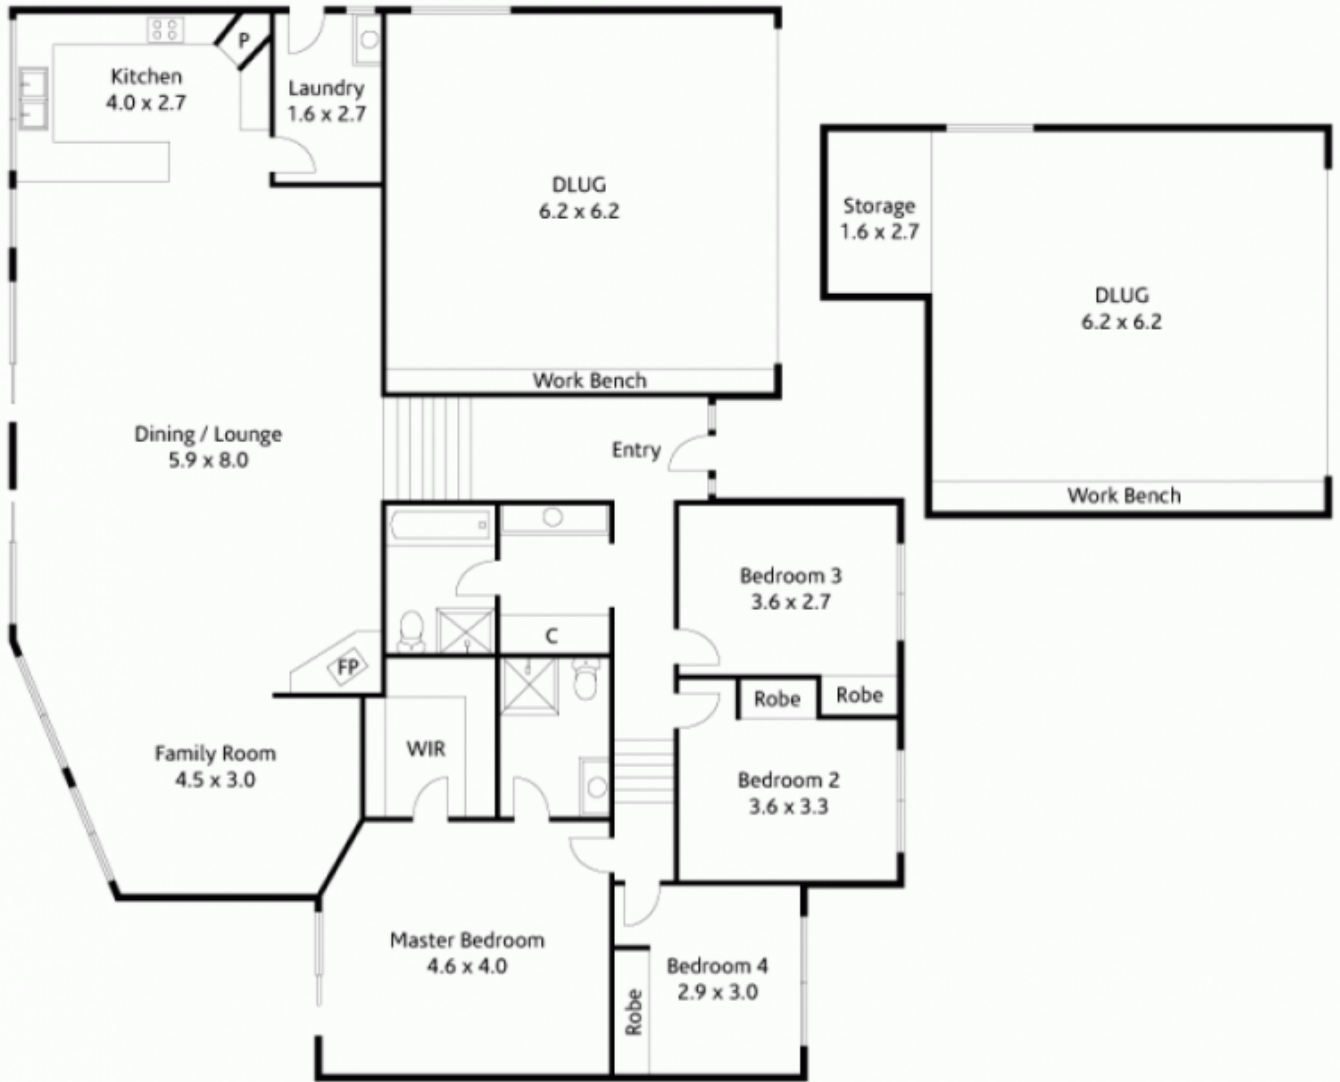 P
Kitchen
4.0 x 2.7
Laundry
1.6 x 2.7
DLUG
6.2 x 6.2
Work Bench
Storage
1.6 x 2.7
DLUG
6.2 x 6.2
Work Bench
Dining / Lounge
5.9 x 8.0
Entry
Bedroom 3
3.6 x 2.7
C
FP
Robe
Robe
WIR
Family Room
4.5 x 3.0
Bedroom 2
3.6 x 3.3
Master Bedroom
4.6 x 4.0
Bedroom 4
2.9 x 3.0
Robe